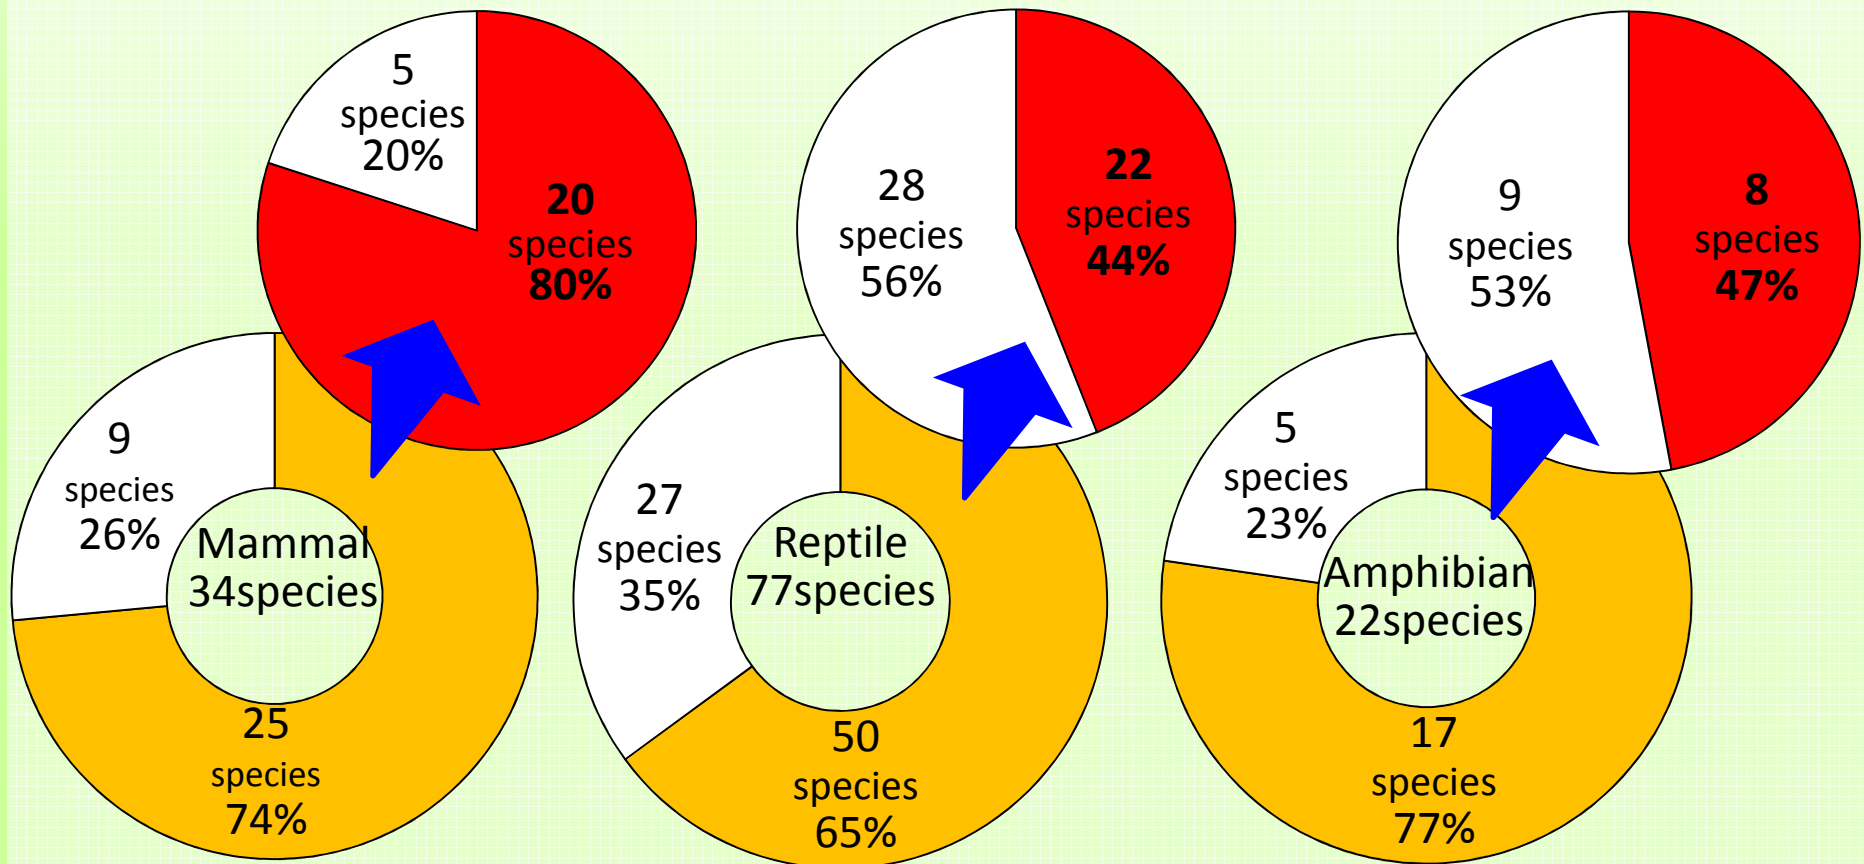 5
species
20%
20
species
80%
28
species
56%
22
species
44%
9
species
53%
8
species
47%
9
species
26%
Mammal
34species
25
species
74%
27
species
35%
Reptile
77species
50
species
65%
5
species
23%
Amphibian
22species
17
species
77%